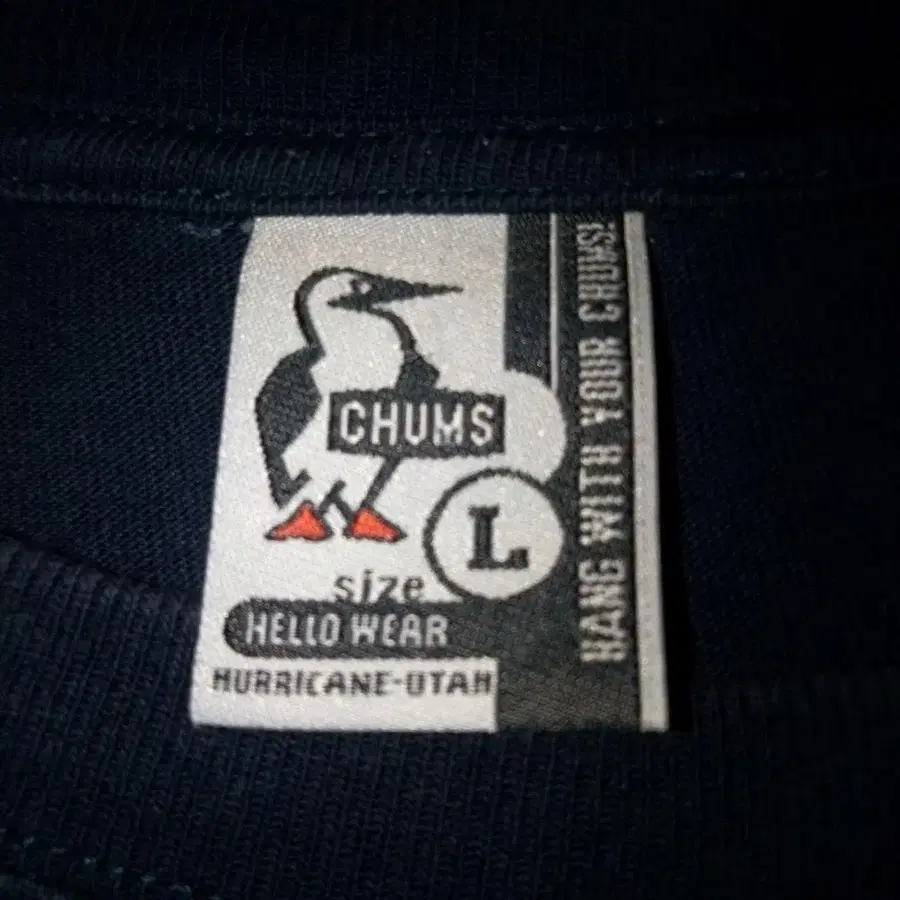 CHUMS
L
size
HELLO WEAR
HURRICANE-UTAH
HANG WITH YOUR CHUMS!